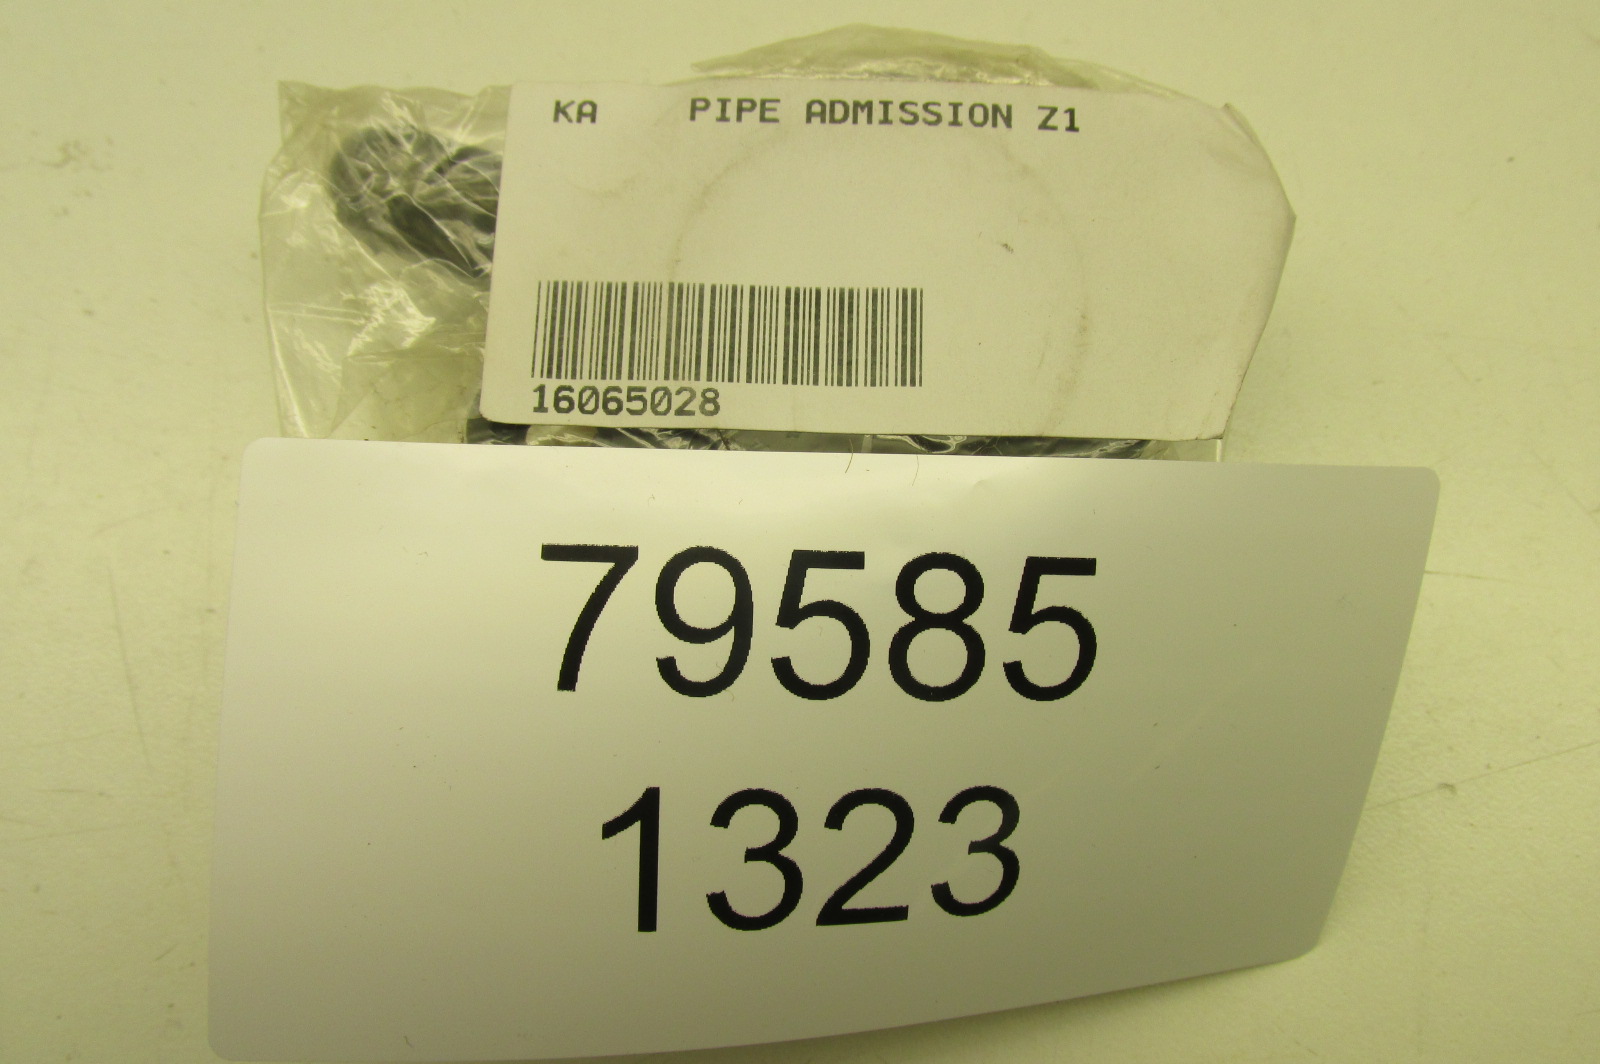 KA PIPE ADMISSION Z1
16065028
79585
1323